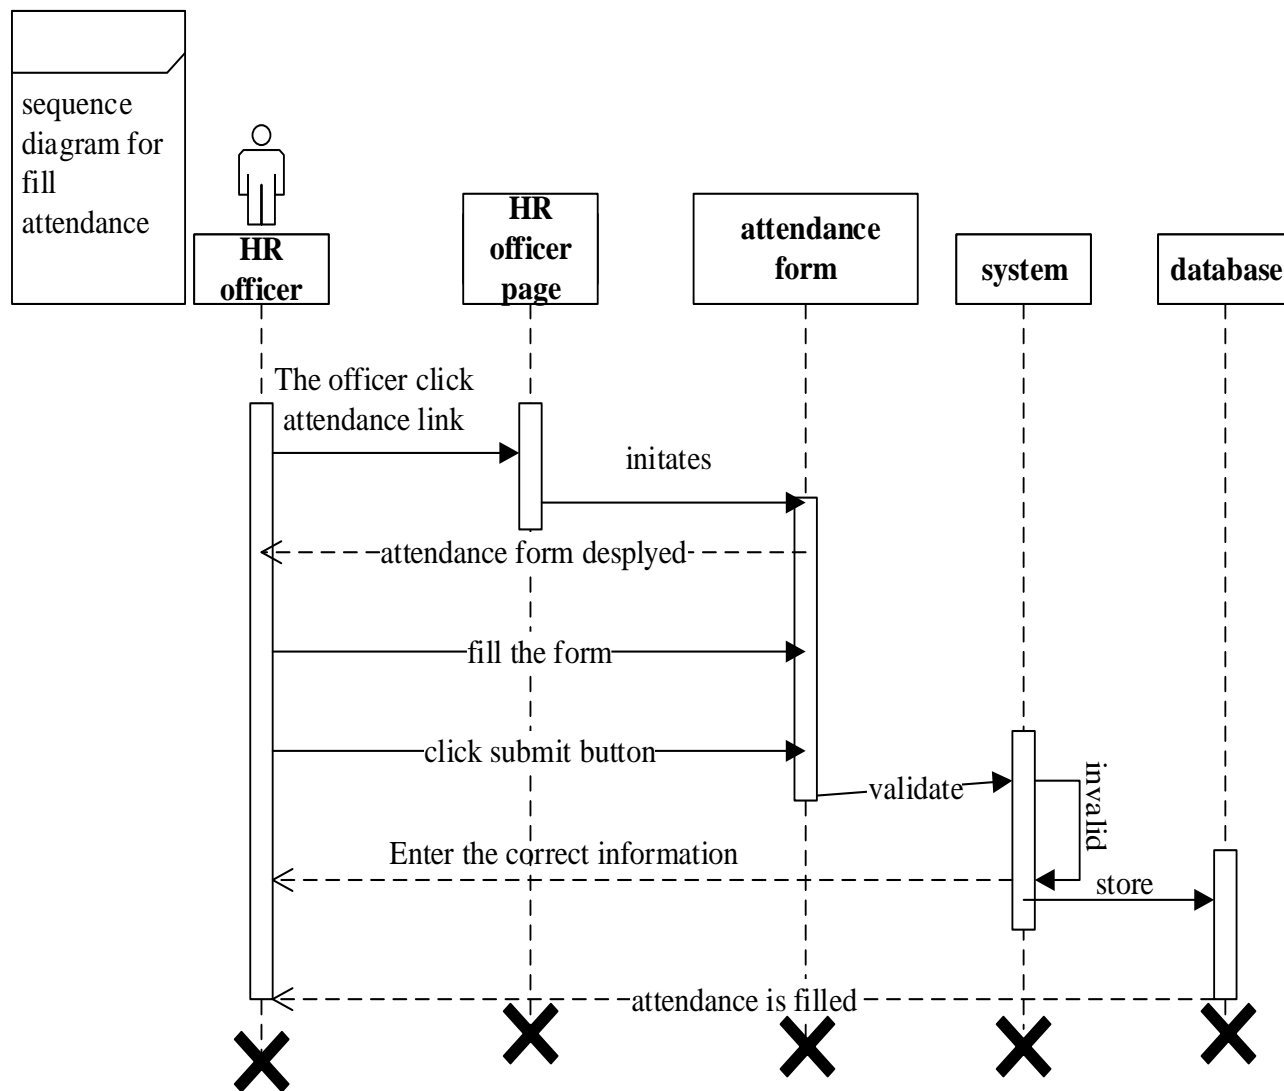 sequence
diagram for
fill
attendance
HR
officer
HR
officer
page
attendance
form
system
database
The officer click
attendance link
initates
attendance form desplyed
fill the form
click submit button
validate
invalid
Enter the correct information
store
attendance is filled